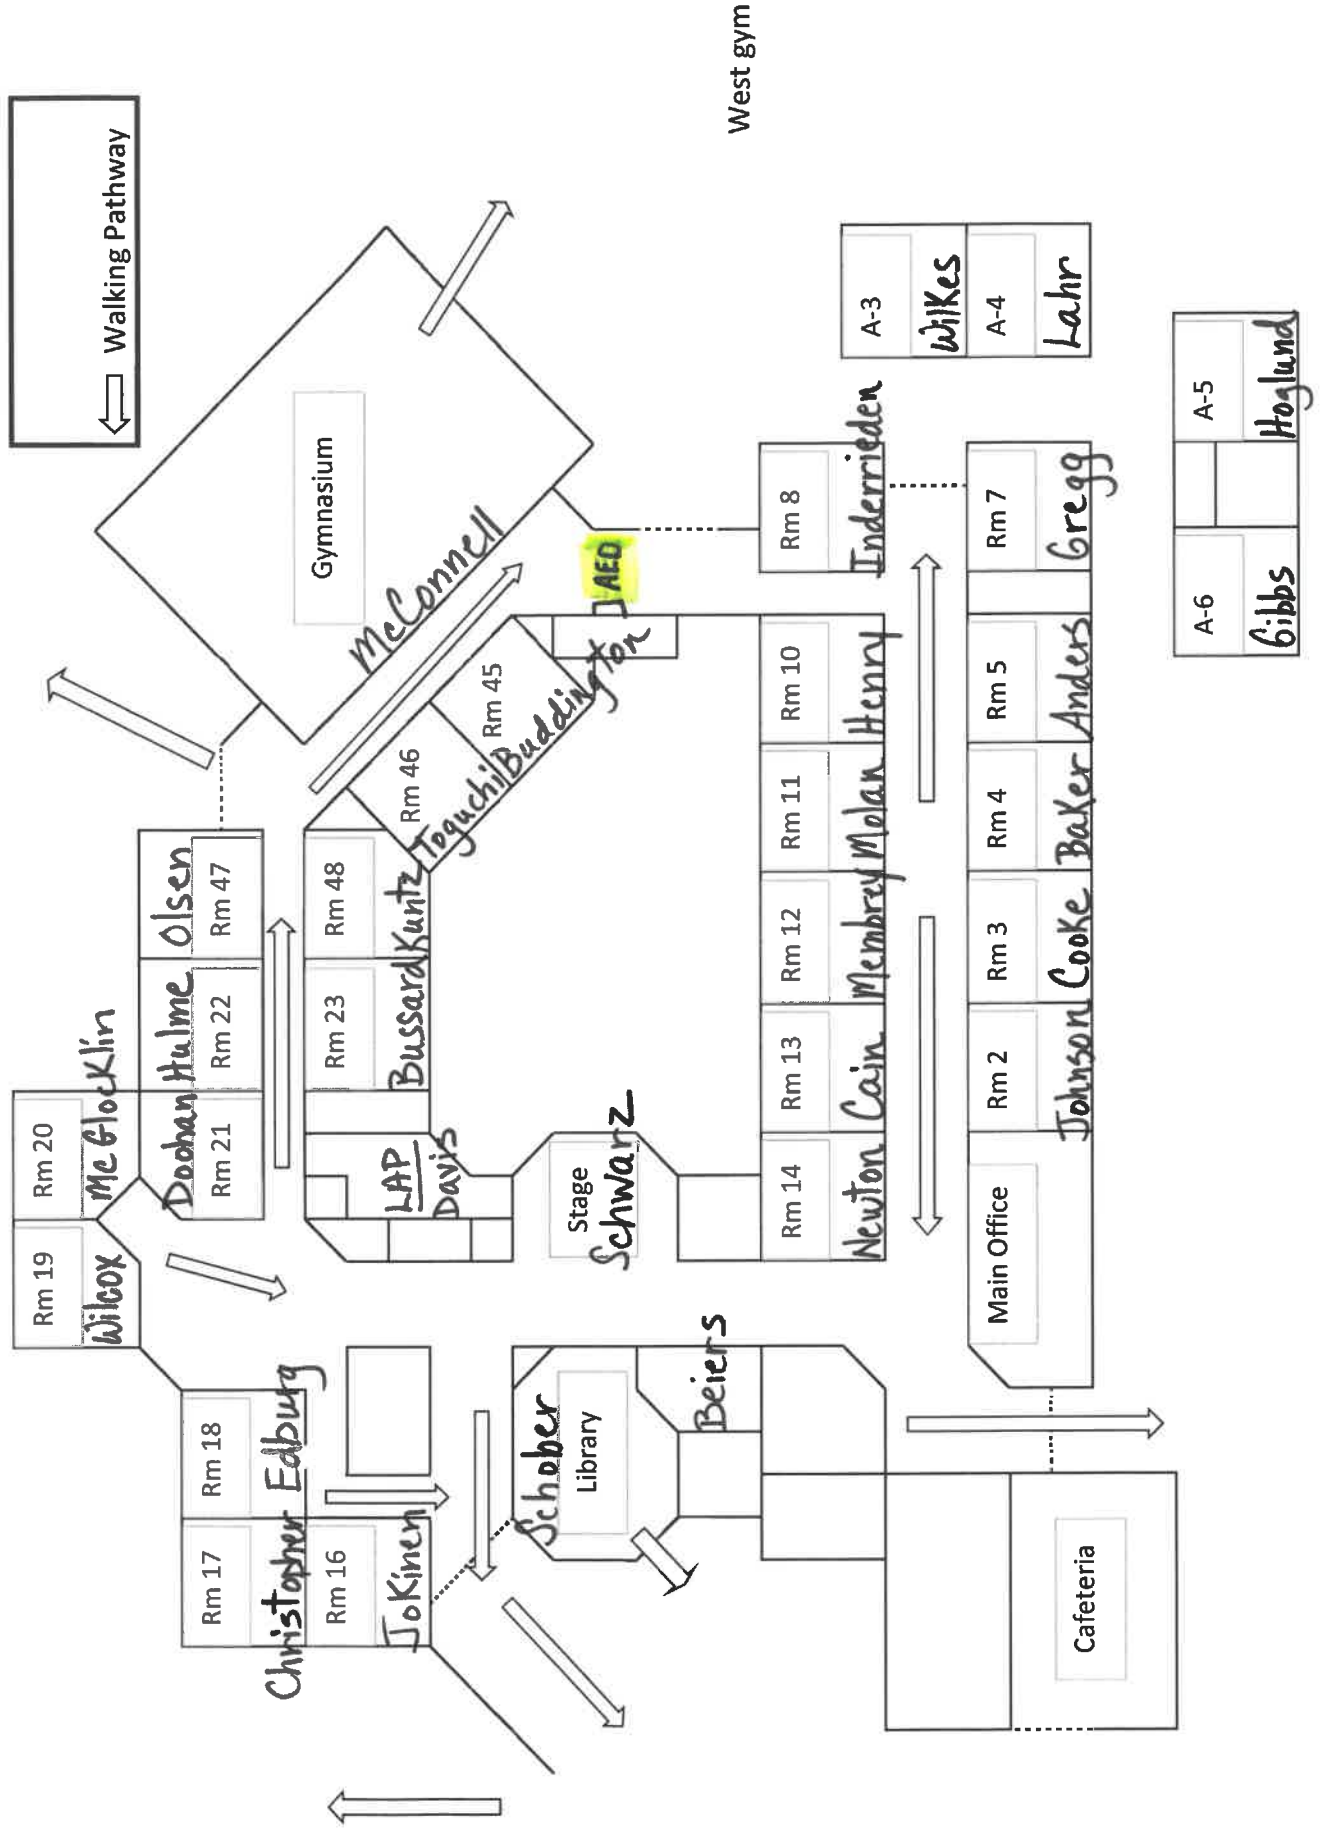 Walking Pathway
West gym
Gymnasium
McConnell
AED
Rm 45
Buddington
Rm 46
Toguchi
Olsen
Rm 47
Rm 48
Kuntz
Hulme
Rm 22
Rm 23
Bussard
Doohan
Rm 21
Rm 20
McGlocklin
Rm 19
Wilcox
LAP
Davis
Stage
Schwarz
Rm 18
Edburg
Rm 17
Christopher
Rm 16
Jokinen
Schober
Library
Beiers
A-3
Wilkes
A-4
Lahr
A-5
Hoglund
A-6
Gibbs
Rm 8
Inderrieden
Rm 7
Gregg
Rm 10
Henry
Rm 11
Molan
Rm 12
Membrey
Rm 13
Cain
Rm 14
Newton
Rm 5
Anders
Rm 4
Baker
Rm 3
Cooke
Rm 2
Johnson
Main Office
Cafeteria